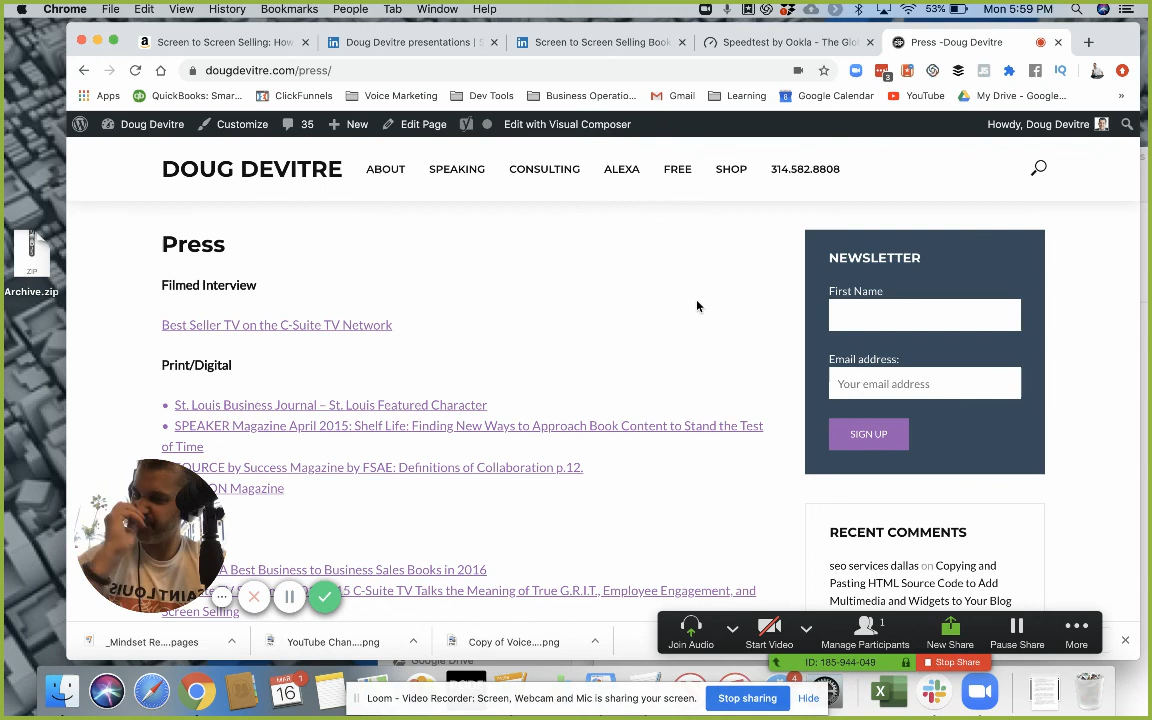 Chrome File Edit View History Bookmarks People Tab Window Help 53% Mon 5:59 PM
Screen to Screen Selling: How Doug Devitre presentations | S Screen to Screen Selling Book Speedtest by Ookla - The Glo Press -Doug Devitre
dougdevitre.com/press/ 3 IQ
Apps QuickBooks: Smar... ClickFunnels Voice Marketing Dev Tools Business Operatio... Gmail Learning Google Calendar YouTube My Drive - Google... »
Doug Devitre Customize 35 New Edit Page Edit with Visual Composer Howdy, Doug Devitre
DOUG DEVITRE ABOUT SPEAKING CONSULTING ALEXA FREE SHOP 314.582.8808
Press
Filmed Interview
Best Seller TV on the C-Suite TV Network
Print/Digital
• St. Louis Business Journal – St. Louis Featured Character
• SPEAKER Magazine April 2015: Shelf Life: Finding New Ways to Approach Book Content to Stand the Test
of Time
OURCE by Success Magazine by FSAE: Definitions of Collaboration p.12.
ON Magazine
A Best Business to Business Sales Books in 2016
15 C-Suite TV Talks the Meaning of True G.R.I.T., Employee Engagement, and
Screen Selling
NEWSLETTER
First Name
Email address:
Your email address
SIGN UP
RECENT COMMENTS
seo services dallas on Copying and
Pasting HTML Source Code to Add
Multimedia and Widgets to Your Blog
ZIP
Archive.zip
SAINT LOUIS
Join Audio Start Video Manage Participants 1 New Share Pause Share More
ID: 185-944-049 Stop Share
_Mindset Re....pages YouTube Chan....png Copy of Voice....png
Google Drive
MAR 16 1 4
Loom - Video Recorder: Screen, Webcam and Mic is sharing your screen. Stop sharing Hide